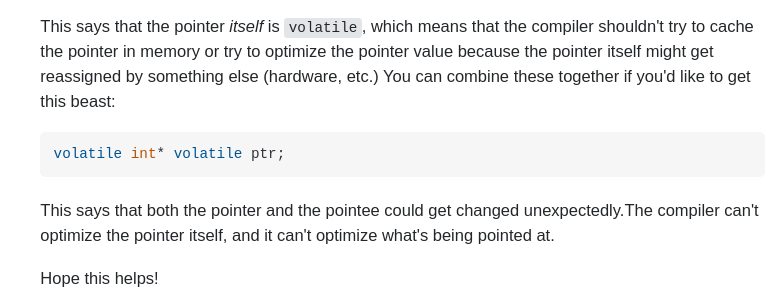 This says that the pointer itself is volatile, which means that the compiler shouldn't try to cache
the pointer in memory or try to optimize the pointer value because the pointer itself might get
reassigned by something else (hardware, etc.) You can combine these together if you'd like to get
this beast:
volatile int* volatile ptr;
This says that both the pointer and the pointee could get changed unexpectedly.The compiler can't
optimize the pointer itself, and it can't optimize what's being pointed at.
Hope this helps!